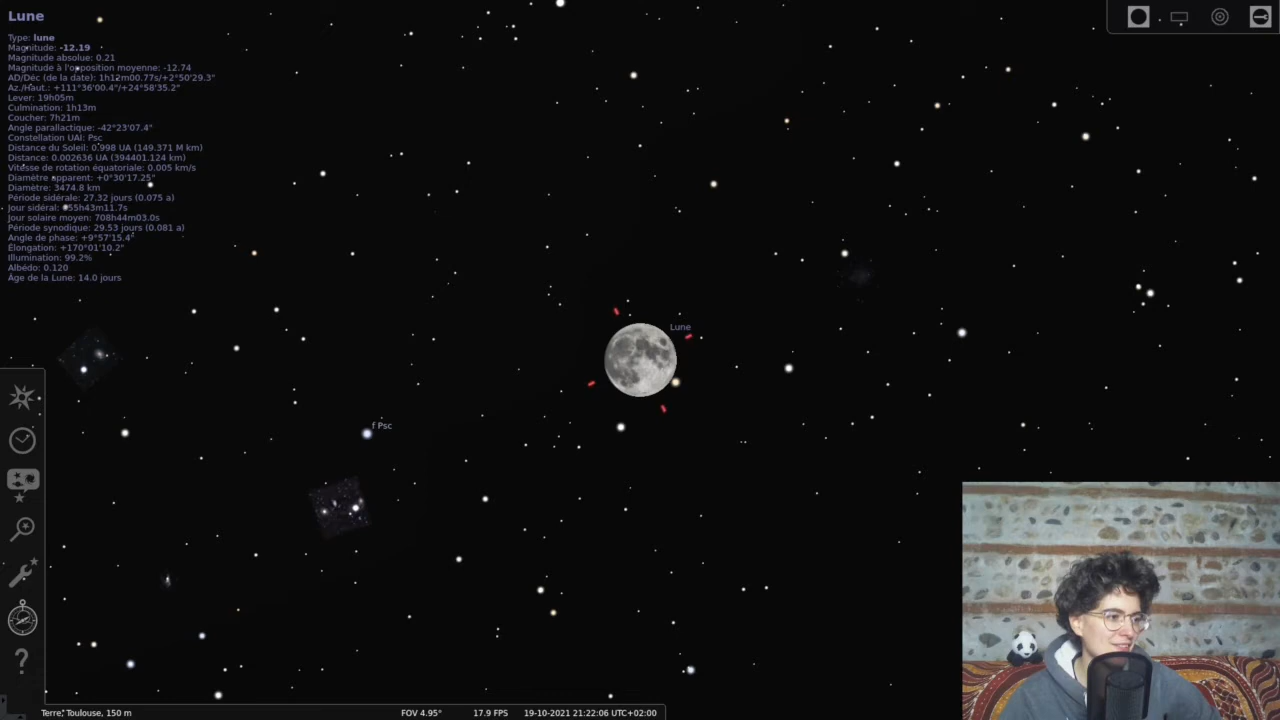 Lune
Type: lune
Magnitude: -12.19
Magnitude absolue: 0.21
Magnitude à l'opposition moyenne: -12.74
AD/Déc (de la date): 1h12m00.77s/+2°50'29.3"
Az./Haut.: +111°36'00.4"/+24°58'35.2"
Lever: 19h05m
Culmination: 1h13m
Coucher: 7h21m
Angle parallactique: -42°23'07.4"
Constellation UAI: Psc
Distance du Soleil: 0.998 UA (149.371 M km)
Distance: 0.002636 UA (394401.124 km)
Vitesse de rotation équatoriale: 0.005 km/s
Diamètre apparent: +0°30'17.25"
Diamètre: 3474.8 km
Période sidérale: 27.32 jours (0.075 a)
Jour sidéral: 655h43m11.7s
Jour solaire moyen: 708h44m03.0s
Période synodique: 29.53 jours (0.081 a)
Angle de phase: +9°57'15.4"
Élongation: +170°01'10.2"
Illumination: 99.2%
Albédo: 0.120
Âge de la Lune: 14.0 jours
Lune
f Psc
Terre, Toulouse, 150 m FOV 4.95° 17.9 FPS 19-10-2021 21:22:06 UTC+02:00